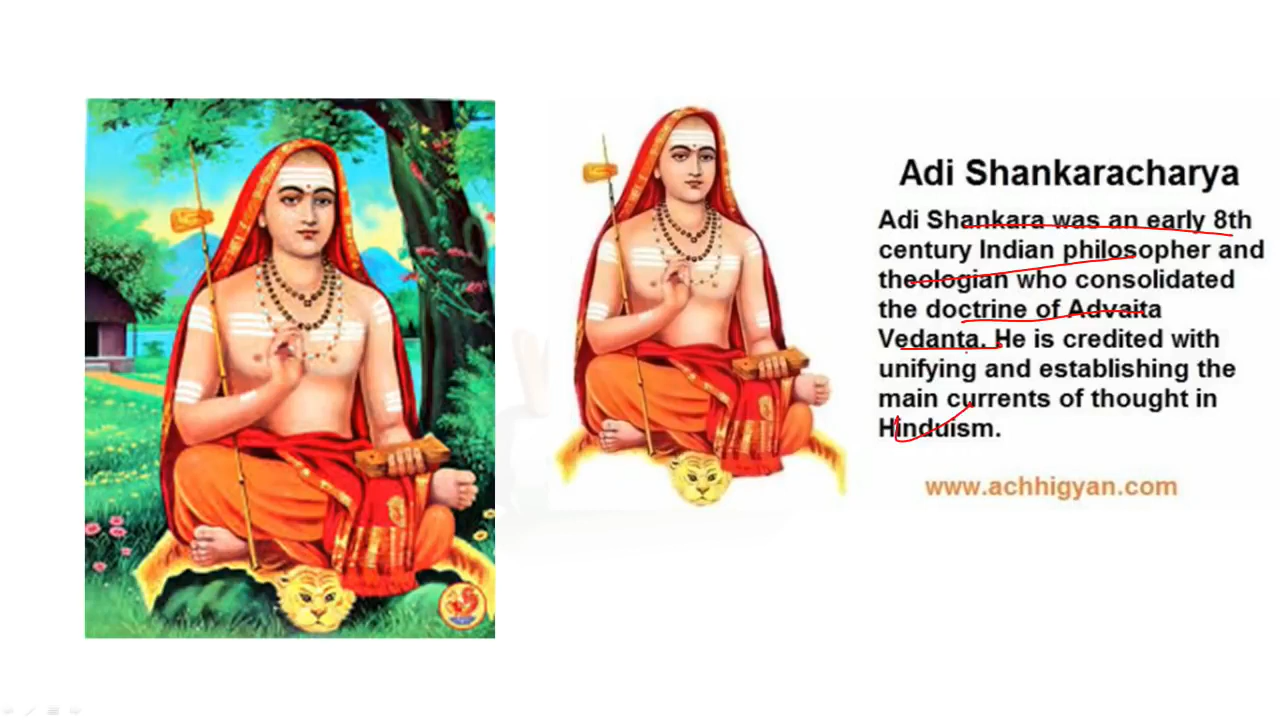 Adi Shankaracharya
Adi Shankara was an early 8th
century Indian philosopher and
theologian who consolidated
the doctrine of Advaita
Vedanta. He is credited with
unifying and establishing the
main currents of thought in
Hinduism.
www.achhigyan.com